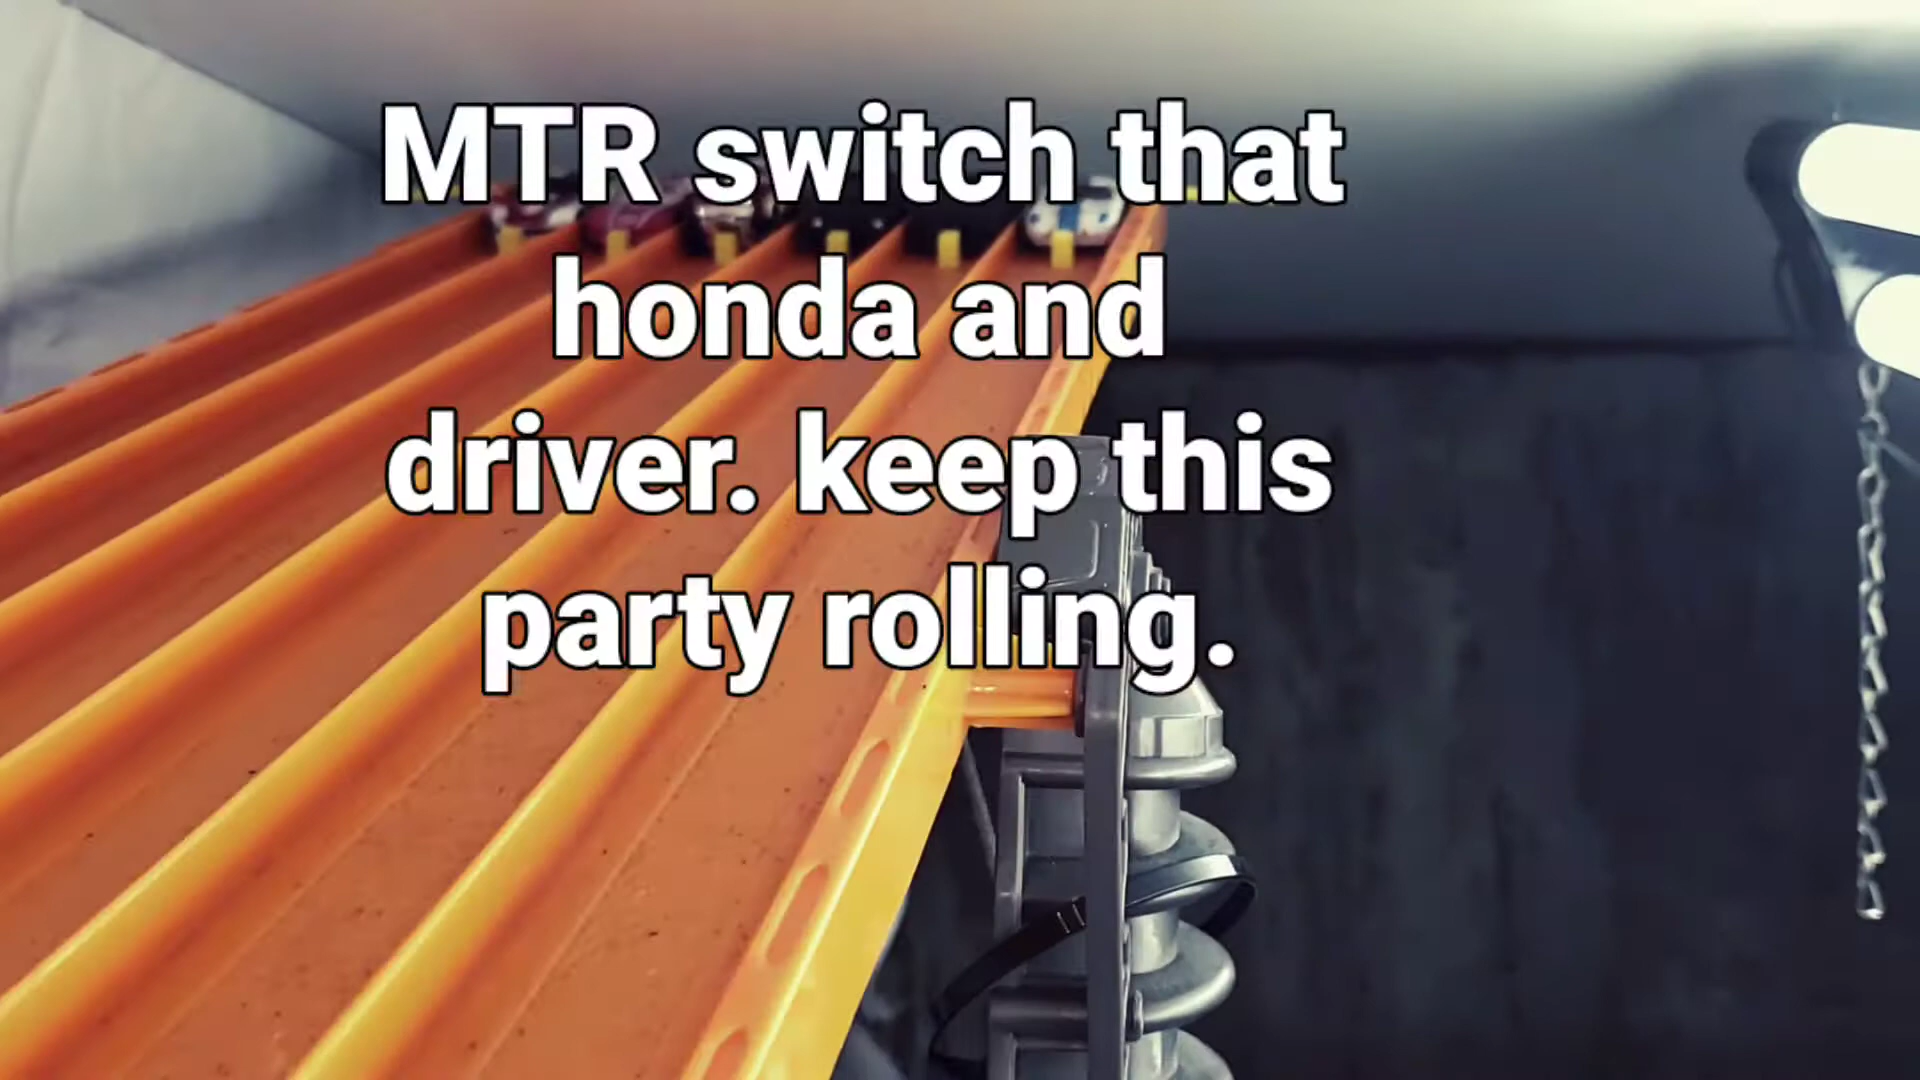 MTR switch that
honda and
driver. keep this
party rolling.